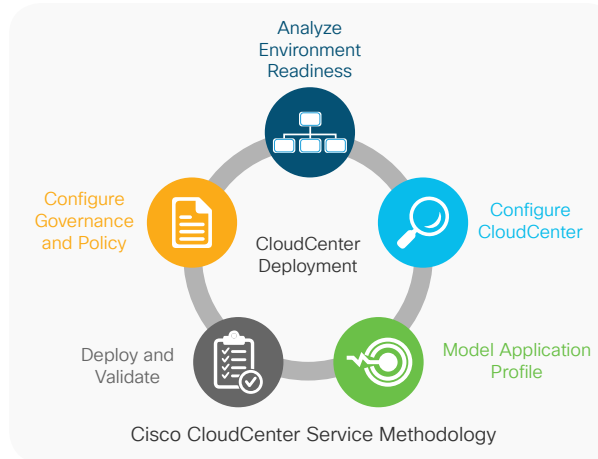 Analyze
Environment
Readiness
Configure
CloudCenter
Model Application
Profile
Deploy and
Validate
Configure
Governance
and Policy
CloudCenter
Deployment
Cisco CloudCenter Service Methodology